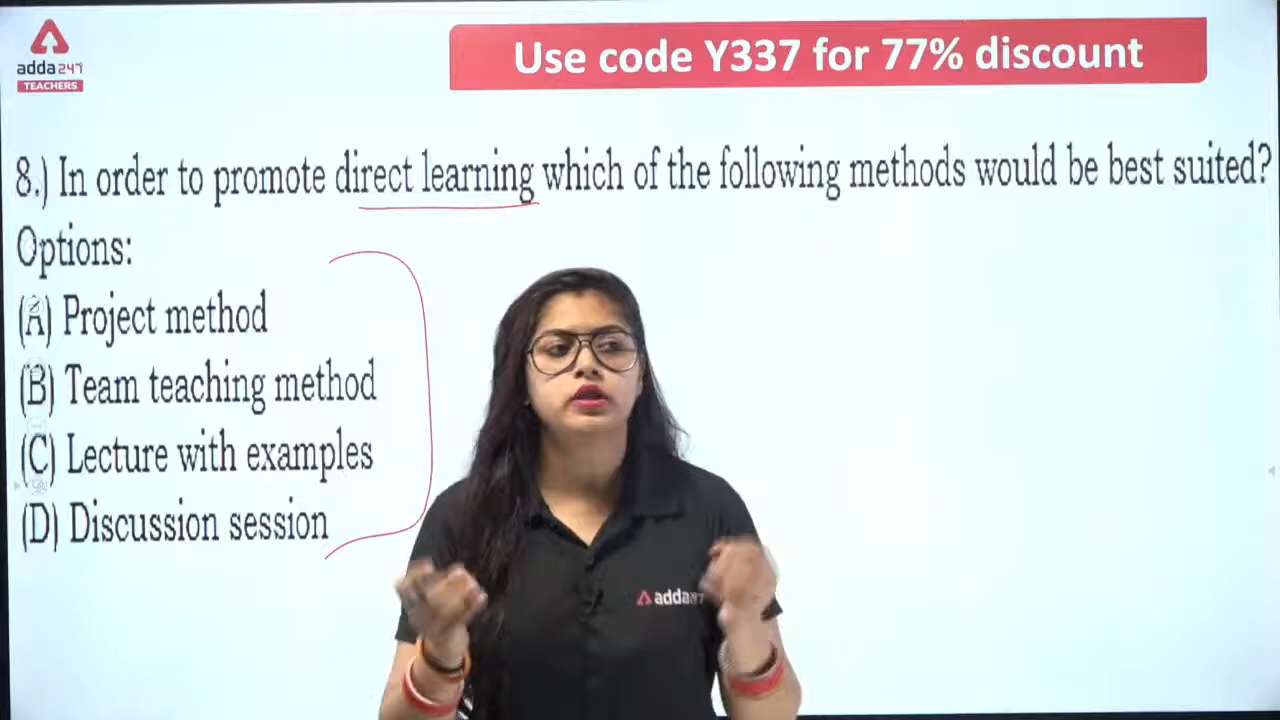 adda247
TEACHERS
Use code Y337 for 77% discount
8.) In order to promote direct learning which of the following methods would be best suited?
Options:
(A) Project method
(B) Team teaching method
(C) Lecture with examples
(D) Discussion session
adda247